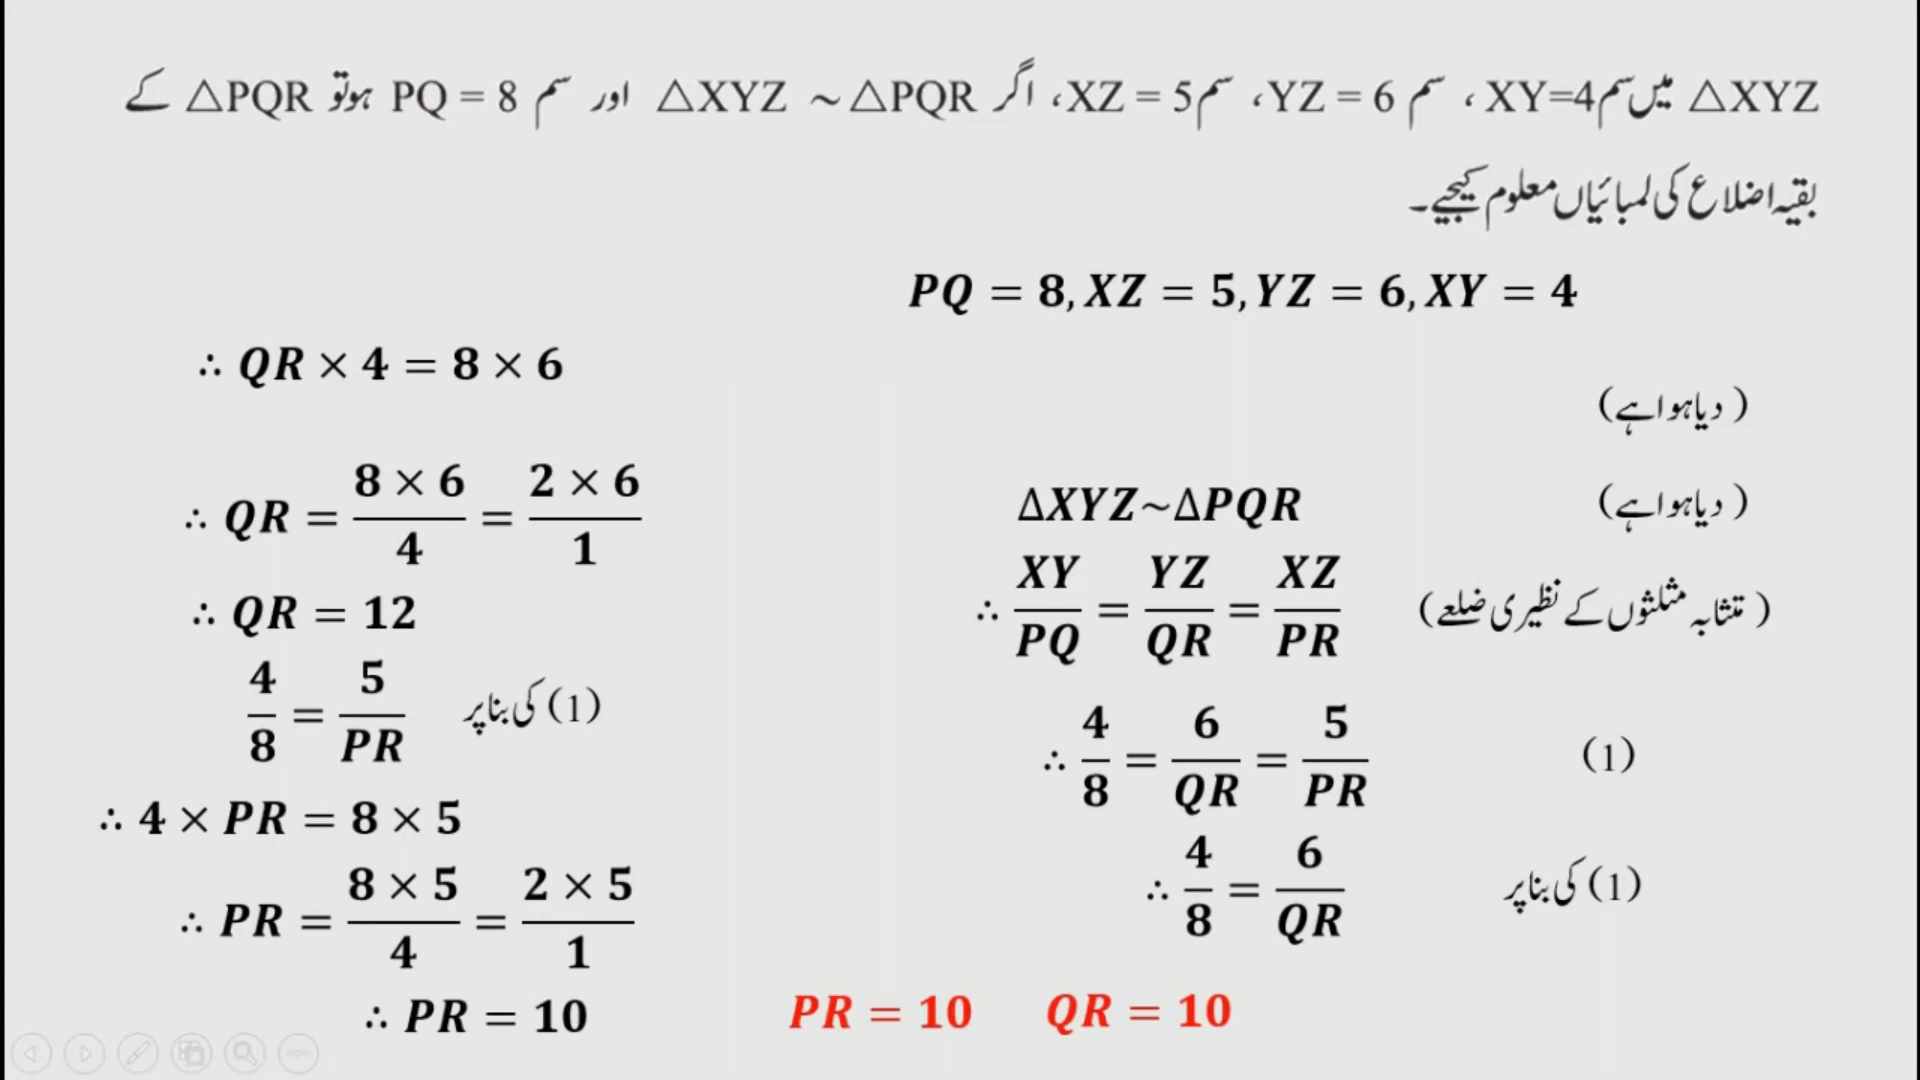 △XYZ میں سم XY=4 ، سم YZ = 6 ، سم XZ = 5 ، اگر △XYZ ~ △PQR اور سم PQ = 8 ہو تو △PQR کے
بقیہ اضلاع کی لمبائیاں معلوم کیجیے۔
PQ = 8, XZ = 5, YZ = 6, XY = 4
(دیا ہوا ہے)
ΔXYZ~ΔPQR (دیا ہوا ہے)
∴ XY/PQ = YZ/QR = XZ/PR (متشابہ مثلثوں کے نظیری ضلعے)
∴ 4/8 = 6/QR = 5/PR (1)
∴ 4/8 = 6/QR (1) کی بنا پر
∴ QR × 4 = 8 × 6
∴ QR = 8 × 6/4 = 2 × 6/1
∴ QR = 12
4/8 = 5/PR (1) کی بنا پر
∴ 4 × PR = 8 × 5
∴ PR = 8 × 5/4 = 2 × 5/1
∴ PR = 10
PR = 10 QR = 10